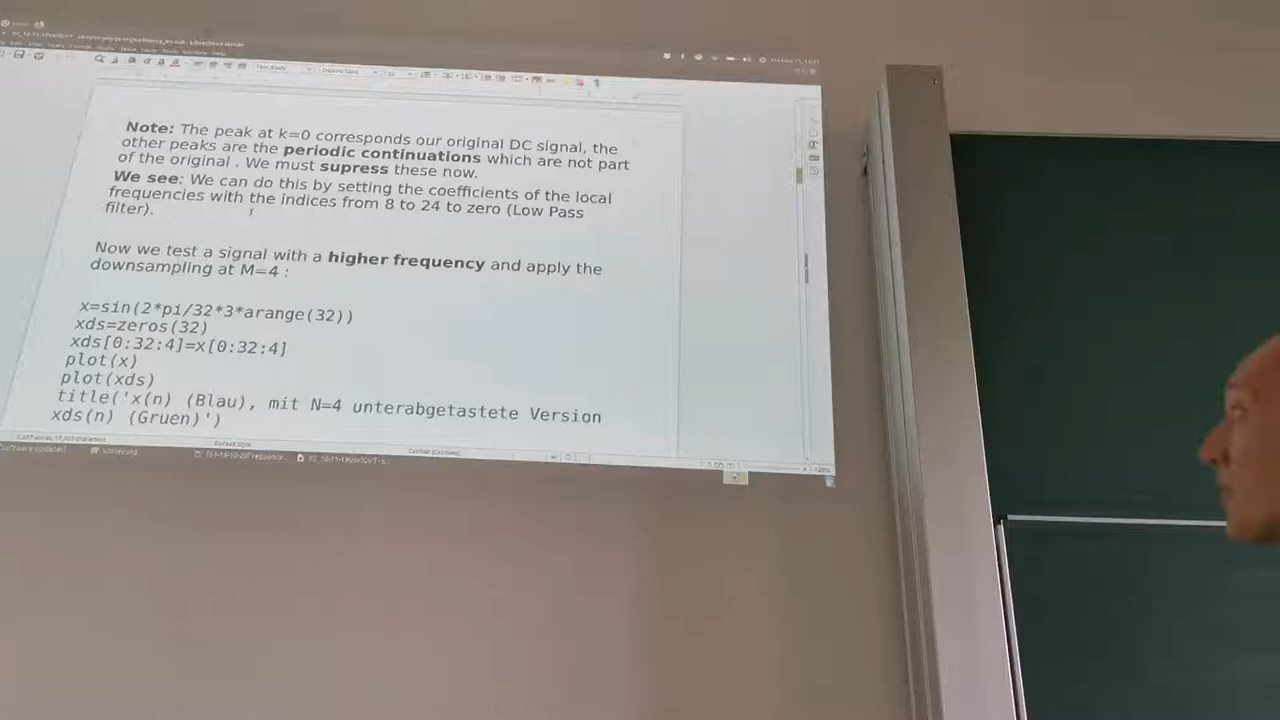 Note: The peak at k=0 corresponds our original DC signal, the
other peaks are the periodic continuations which are not part
of the original . We must supress these now.
We see: We can do this by setting the coefficients of the local
frequencies with the indices from 8 to 24 to zero (Low Pass
filter).
Now we test a signal with a higher frequency and apply the
downsampling at M=4 :
x=sin(2*pi/32*3*arange(32))
xds=zeros(32)
xds[0:32:4]=x[0:32:4]
plot(x)
plot(xds)
title('x(n) (Blau), mit N=4 unterabgetastete Version
xds(n) (Gruen)')